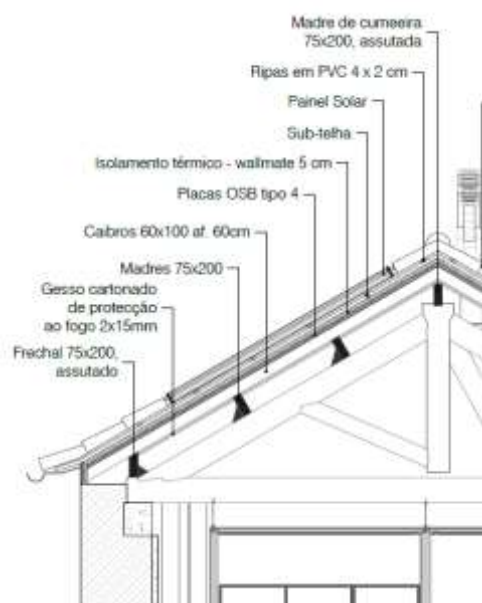 Madre de cumeeira
75x200, assutada
Ripas em PVC 4 x 2 cm
Painel Solar
Sub-telha
Isolamento térmico - wallmate 5 cm
Placas OSB tipo 4
Caibros 60x100 af. 60cm
Madres 75x200
Gesso cartonado
de protecção
ao fogo 2x15mm
Frechal 75x200,
assutado